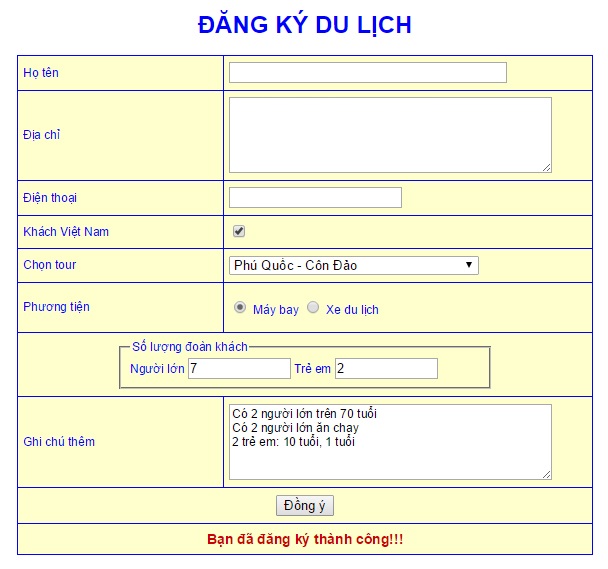 ĐĂNG KÝ DU LỊCH
Họ tên
Địa chỉ
Điện thoại
Khách Việt Nam
Chọn tour Phú Quốc - Côn Đảo
Phương tiện Máy bay Xe du lịch
Số lượng đoàn khách
Người lớn 7 Trẻ em 2
Có 2 người lớn trên 70 tuổi
Có 2 người lớn ăn chay
2 trẻ em: 10 tuổi, 1 tuổi
Ghi chú thêm
Đồng ý
Bạn đã đăng ký thành công!!!